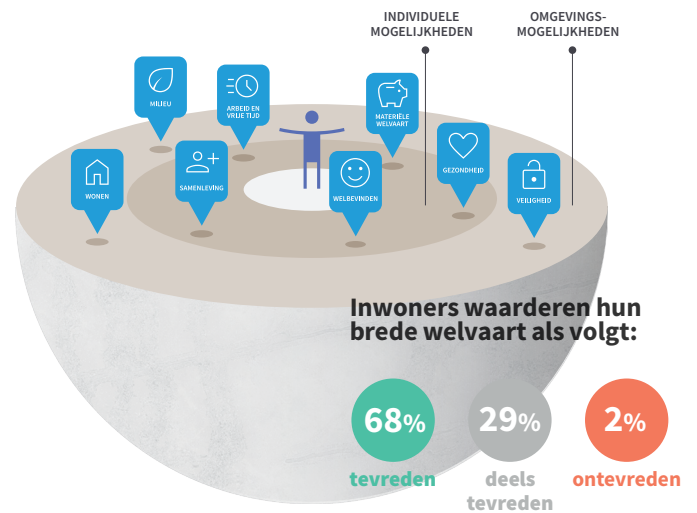 INDIVIDUELE
MOGELIJKHEDEN
OMGEVINGS-
MOGELIJKHEDEN
MILIEU
ARBEID EN
VRIJE TIJD
MATERIËLE
WELVAART
GEZONDHEID
WONEN
SAMENLEVING
WELBEVINDEN
VEILIGHEID
Inwoners waarderen hun
brede welvaart als volgt:
68%
29%
2%
tevreden
deels
tevreden
ontevreden